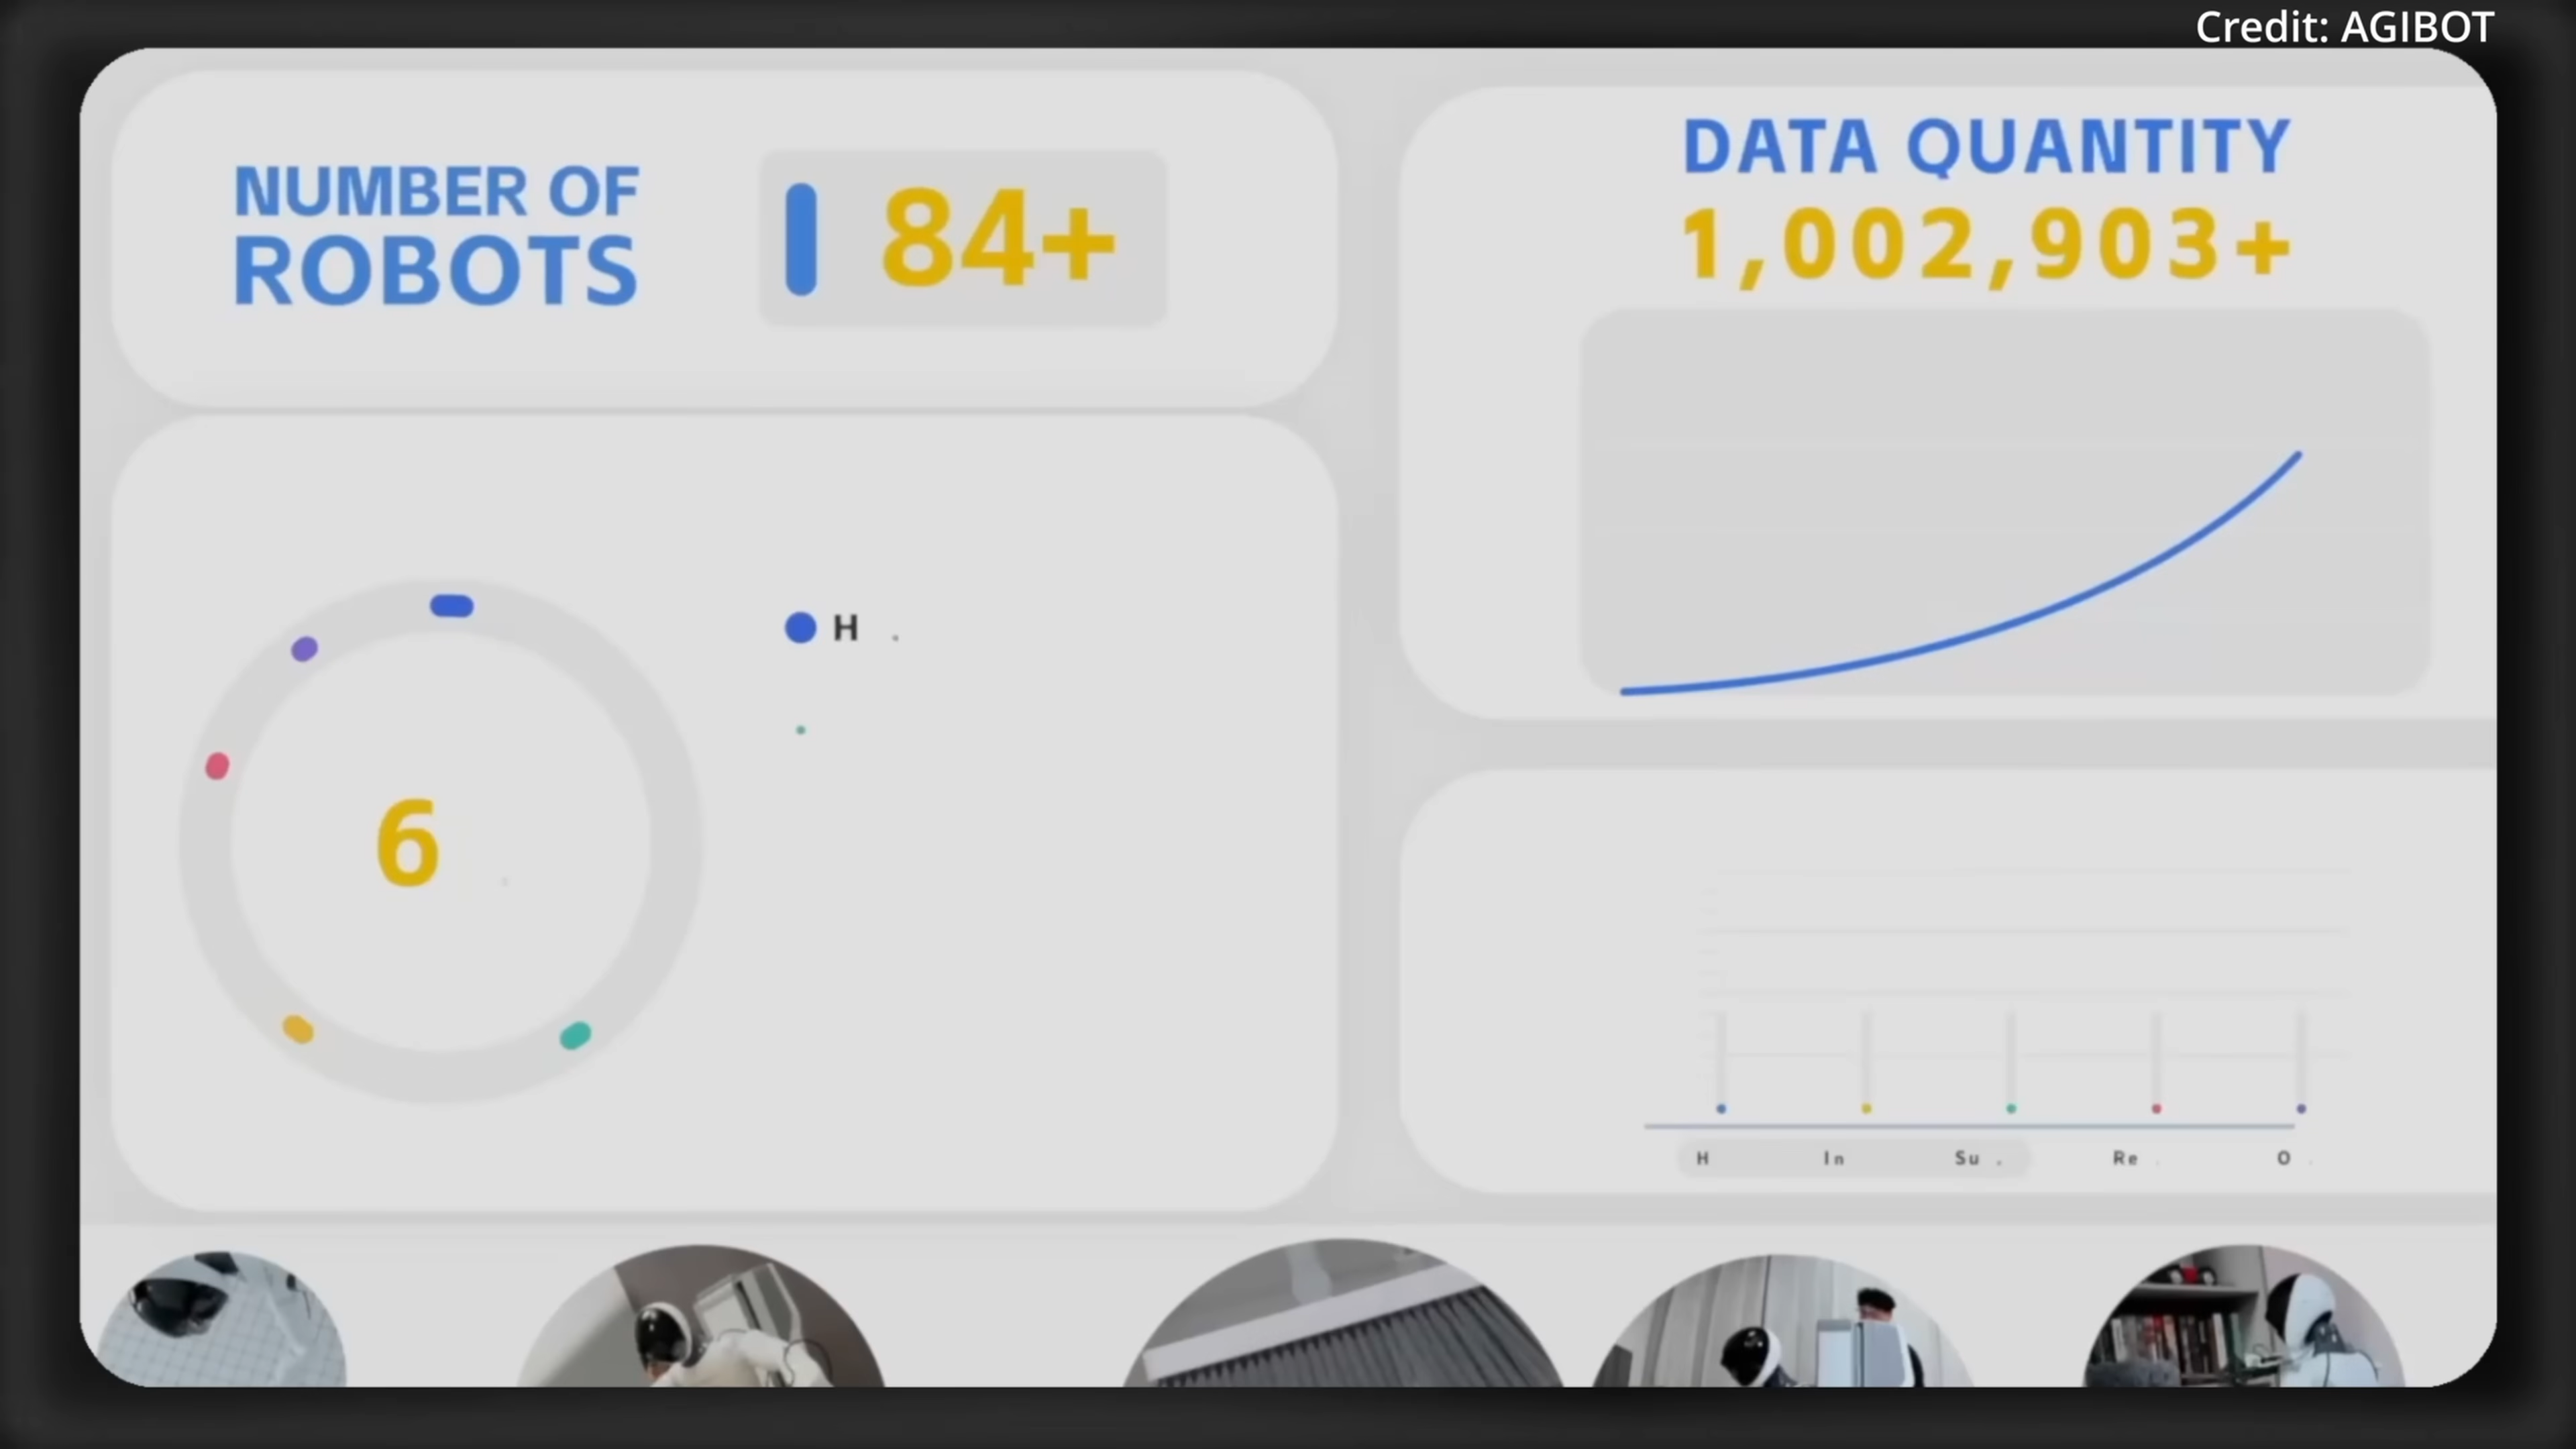 Credit: AGIBOT
NUMBER OF
ROBOTS
84+
DATA QUANTITY
1,002,903+
6
H
H In Su Re O